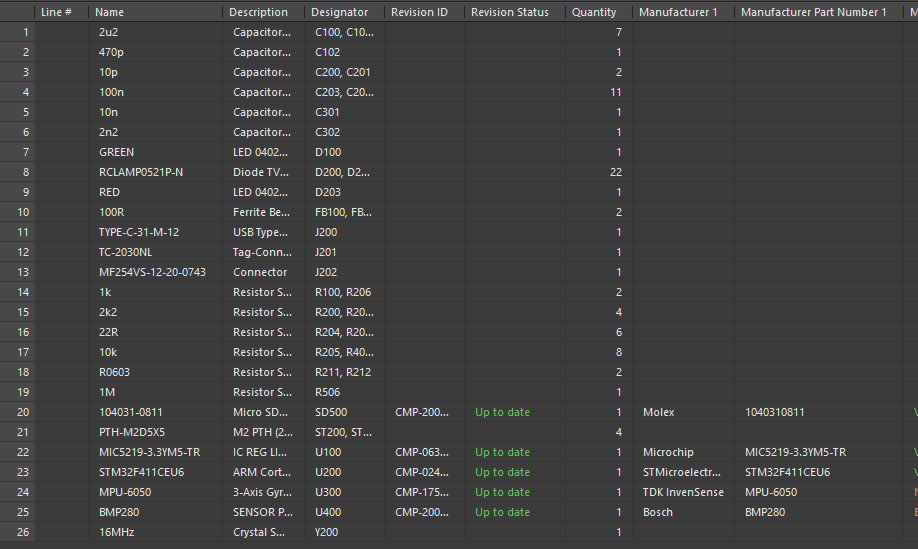 Line # Name Description Designator Revision ID Revision Status Quantity Manufacturer 1 Manufacturer Part Number 1 M
1 2u2 Capacitor... C100, C10... 7
2 470p Capacitor... C102 1
3 10p Capacitor... C200, C201 2
4 100n Capacitor... C203, C20... 11
5 10n Capacitor... C301 1
6 2n2 Capacitor... C302 1
7 GREEN LED 0402... D100 1
8 RCLAMP0521P-N Diode TV... D200, D2... 22
9 RED LED 0402... D203 1
10 100R Ferrite Be... FB100, FB... 2
11 TYPE-C-31-M-12 USB Type... J200 1
12 TC-2030NL Tag-Conn... J201 1
13 MF254VS-12-20-0743 Connector J202 1
14 1k Resistor S... R100, R206 2
15 2k2 Resistor S... R200, R20... 4
16 22R Resistor S... R204, R20... 6
17 10k Resistor S... R205, R40... 8
18 R0603 Resistor S... R211, R212 2
19 1M Resistor S... R506 1
20 104031-0811 Micro SD... SD500 CMP-200... Up to date 1 Molex 1040310811
21 PTH-M2D5X5 M2 PTH (2... ST200, ST... 4
22 MIC5219-3.3YM5-TR IC REG LI... U100 CMP-063... Up to date 1 Microchip MIC5219-3.3YM5-TR
23 STM32F411CEU6 ARM Cort... U200 CMP-024... Up to date 1 STMicroelectr... STM32F411CEU6
24 MPU-6050 3-Axis Gyr... U300 CMP-175... Up to date 1 TDK InvenSense MPU-6050
25 BMP280 SENSOR P... U400 CMP-200... Up to date 1 Bosch BMP280
26 16MHz Crystal S... Y200 1